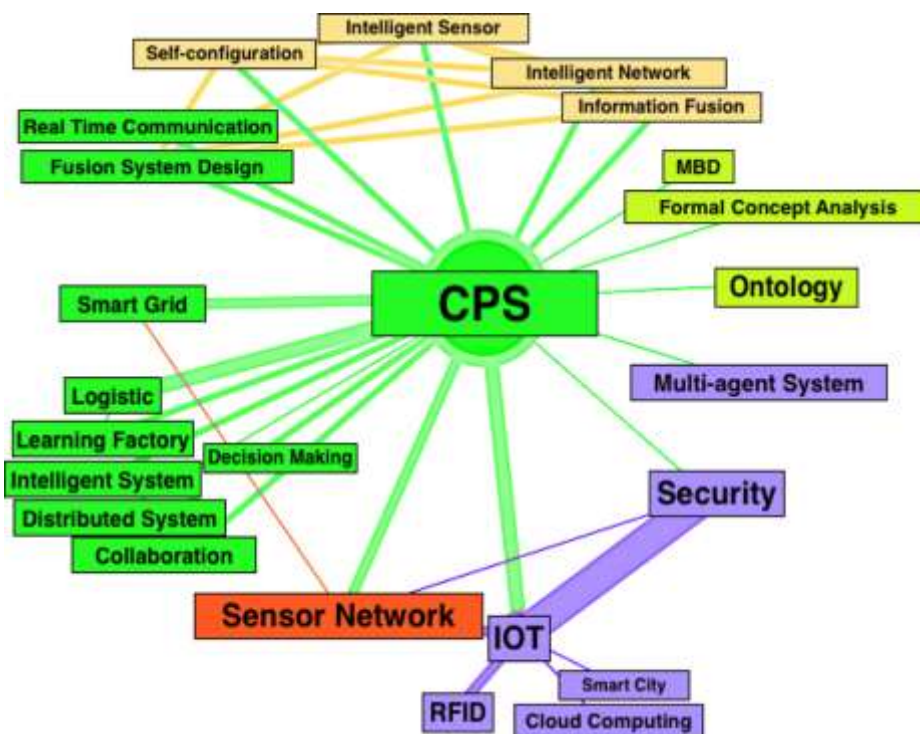 Intelligent Sensor
Self-configuration
Intelligent Network
Information Fusion
Real Time Communication
Fusion System Design
MBD
Formal Concept Analysis
Ontology
CPS
Smart Grid
Multi-agent System
Logistic
Learning Factory
Decision Making
Intelligent System
Security
Distributed System
Collaboration
Sensor Network
IOT
Smart City
RFID
Cloud Computing